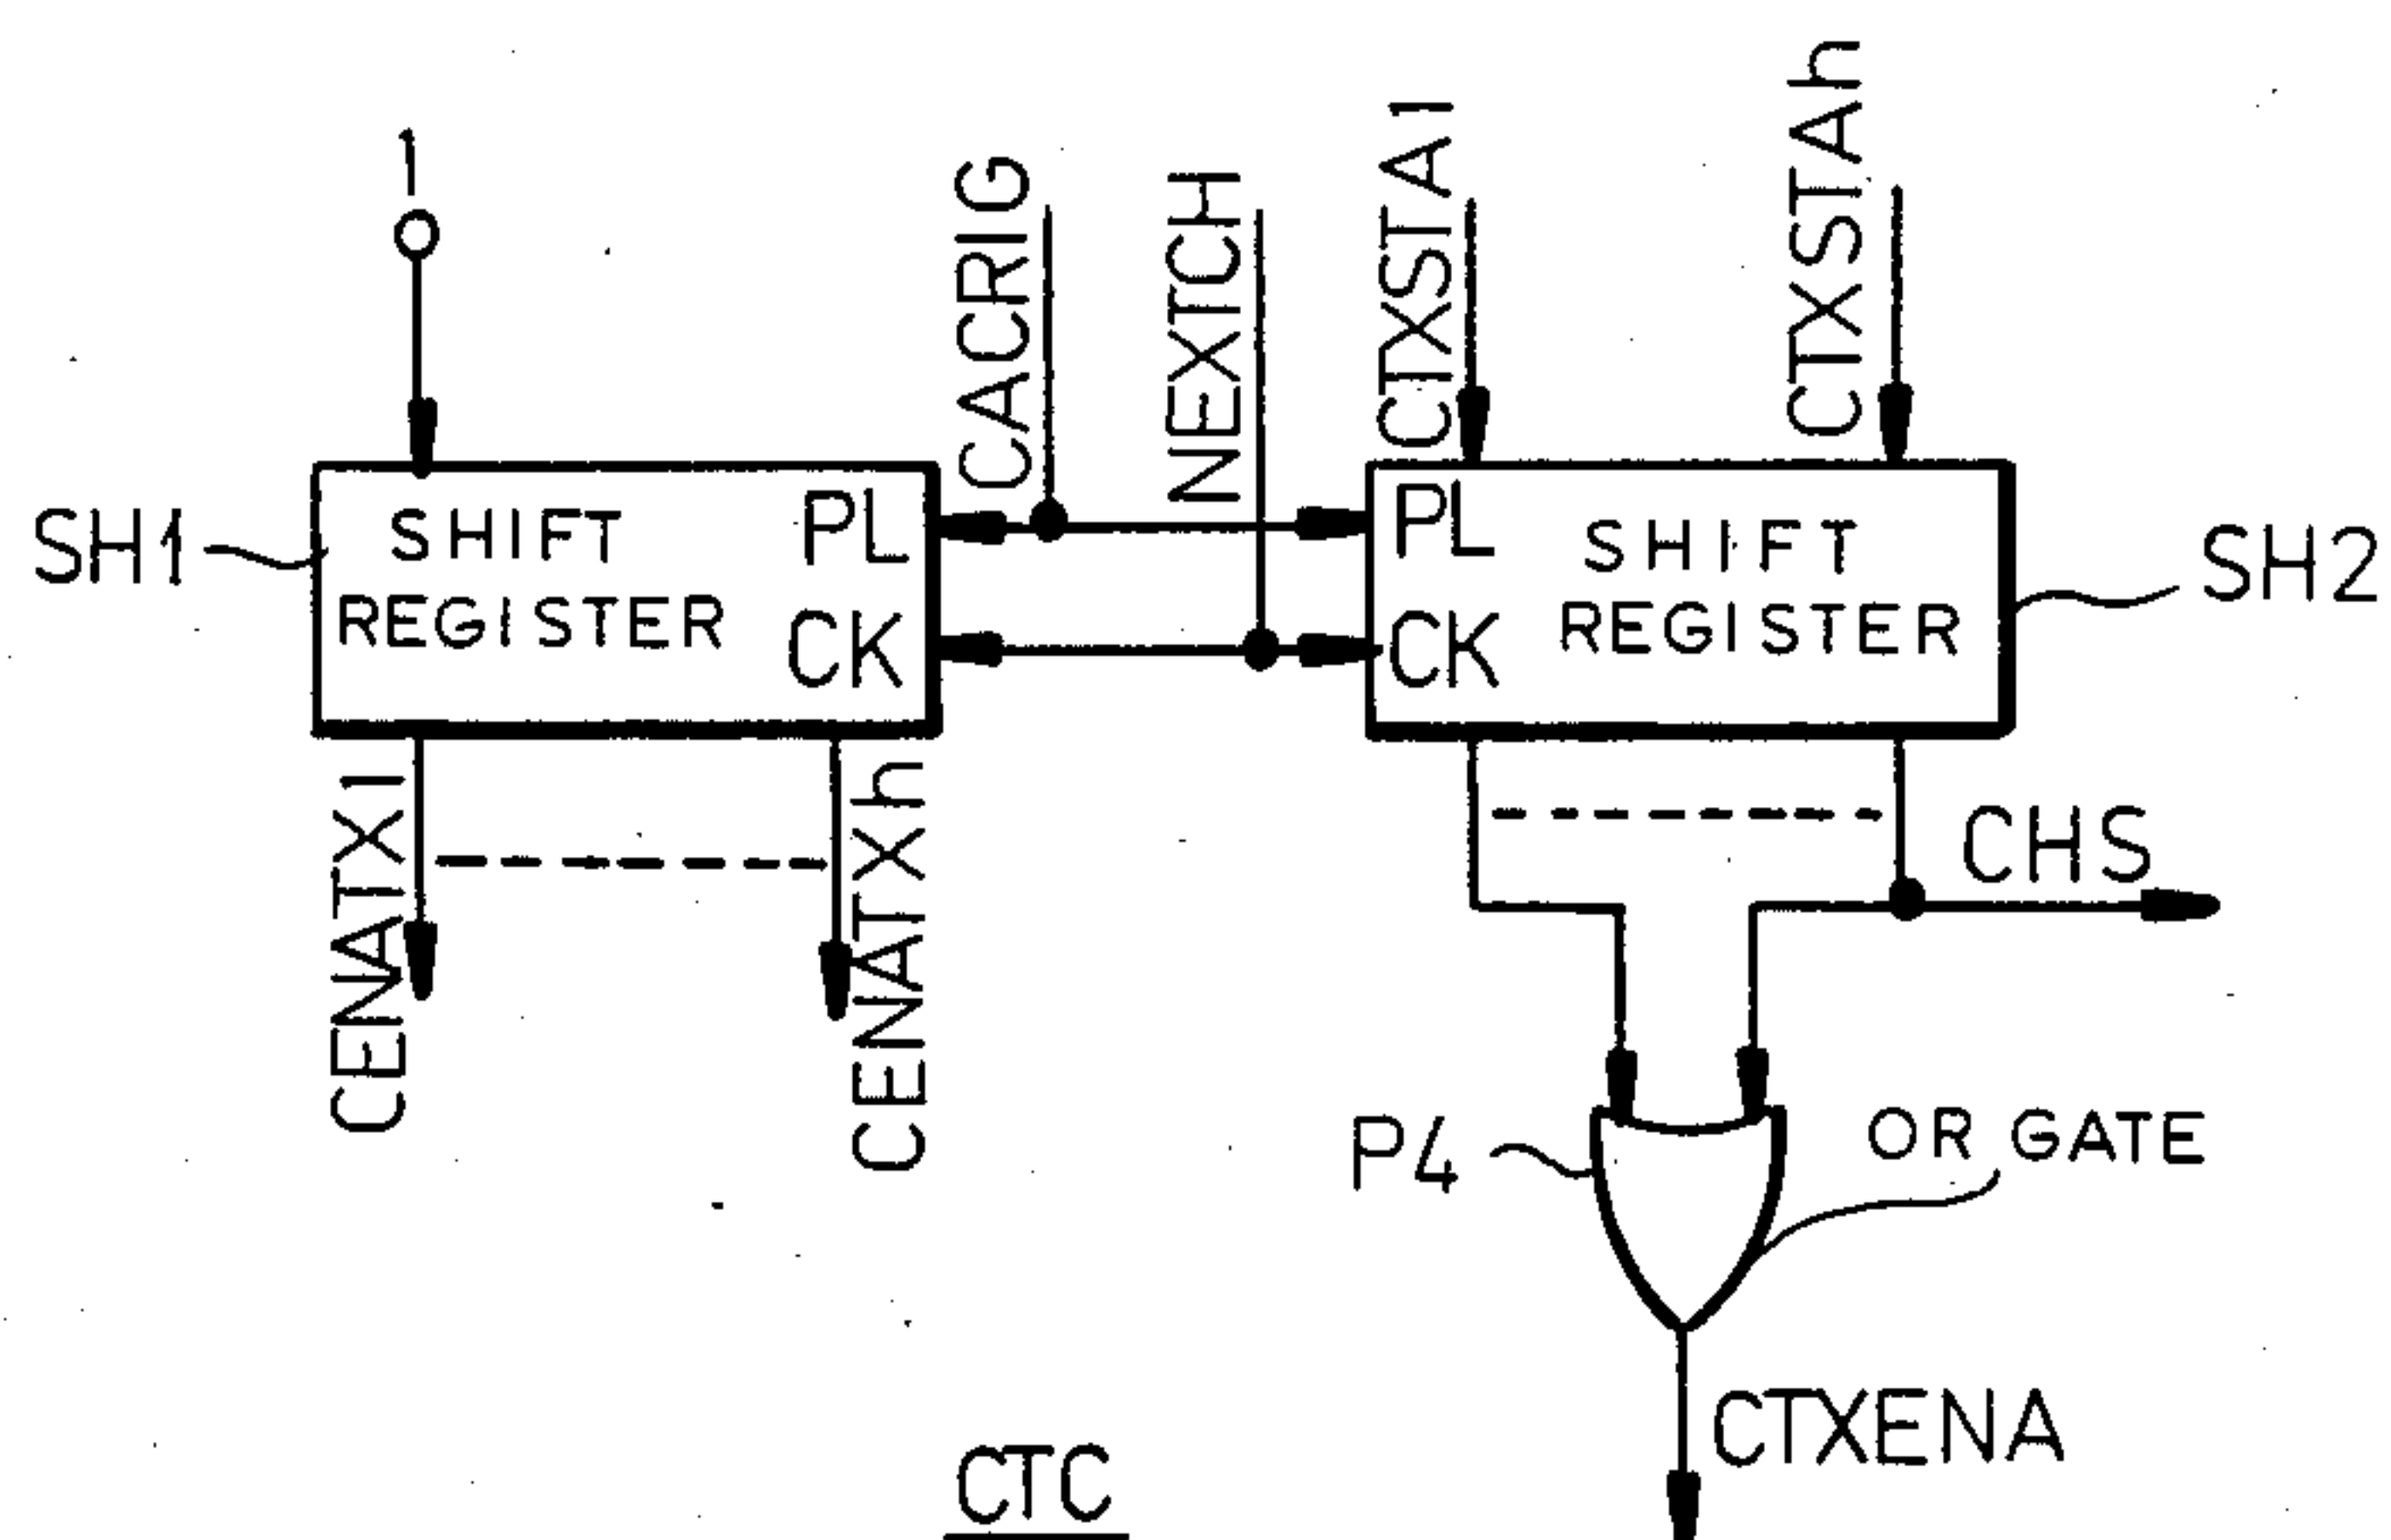 1
CACRIG
NEXTCH
CTXSTA1
CTXSTAh
SH1
SHIFT
REGISTER
PL
CK
PL
CK
SHIFT
REGISTER
SH2
CENATX1
CENATXh
CHS
P4
OR GATE
CTXENA
CTC